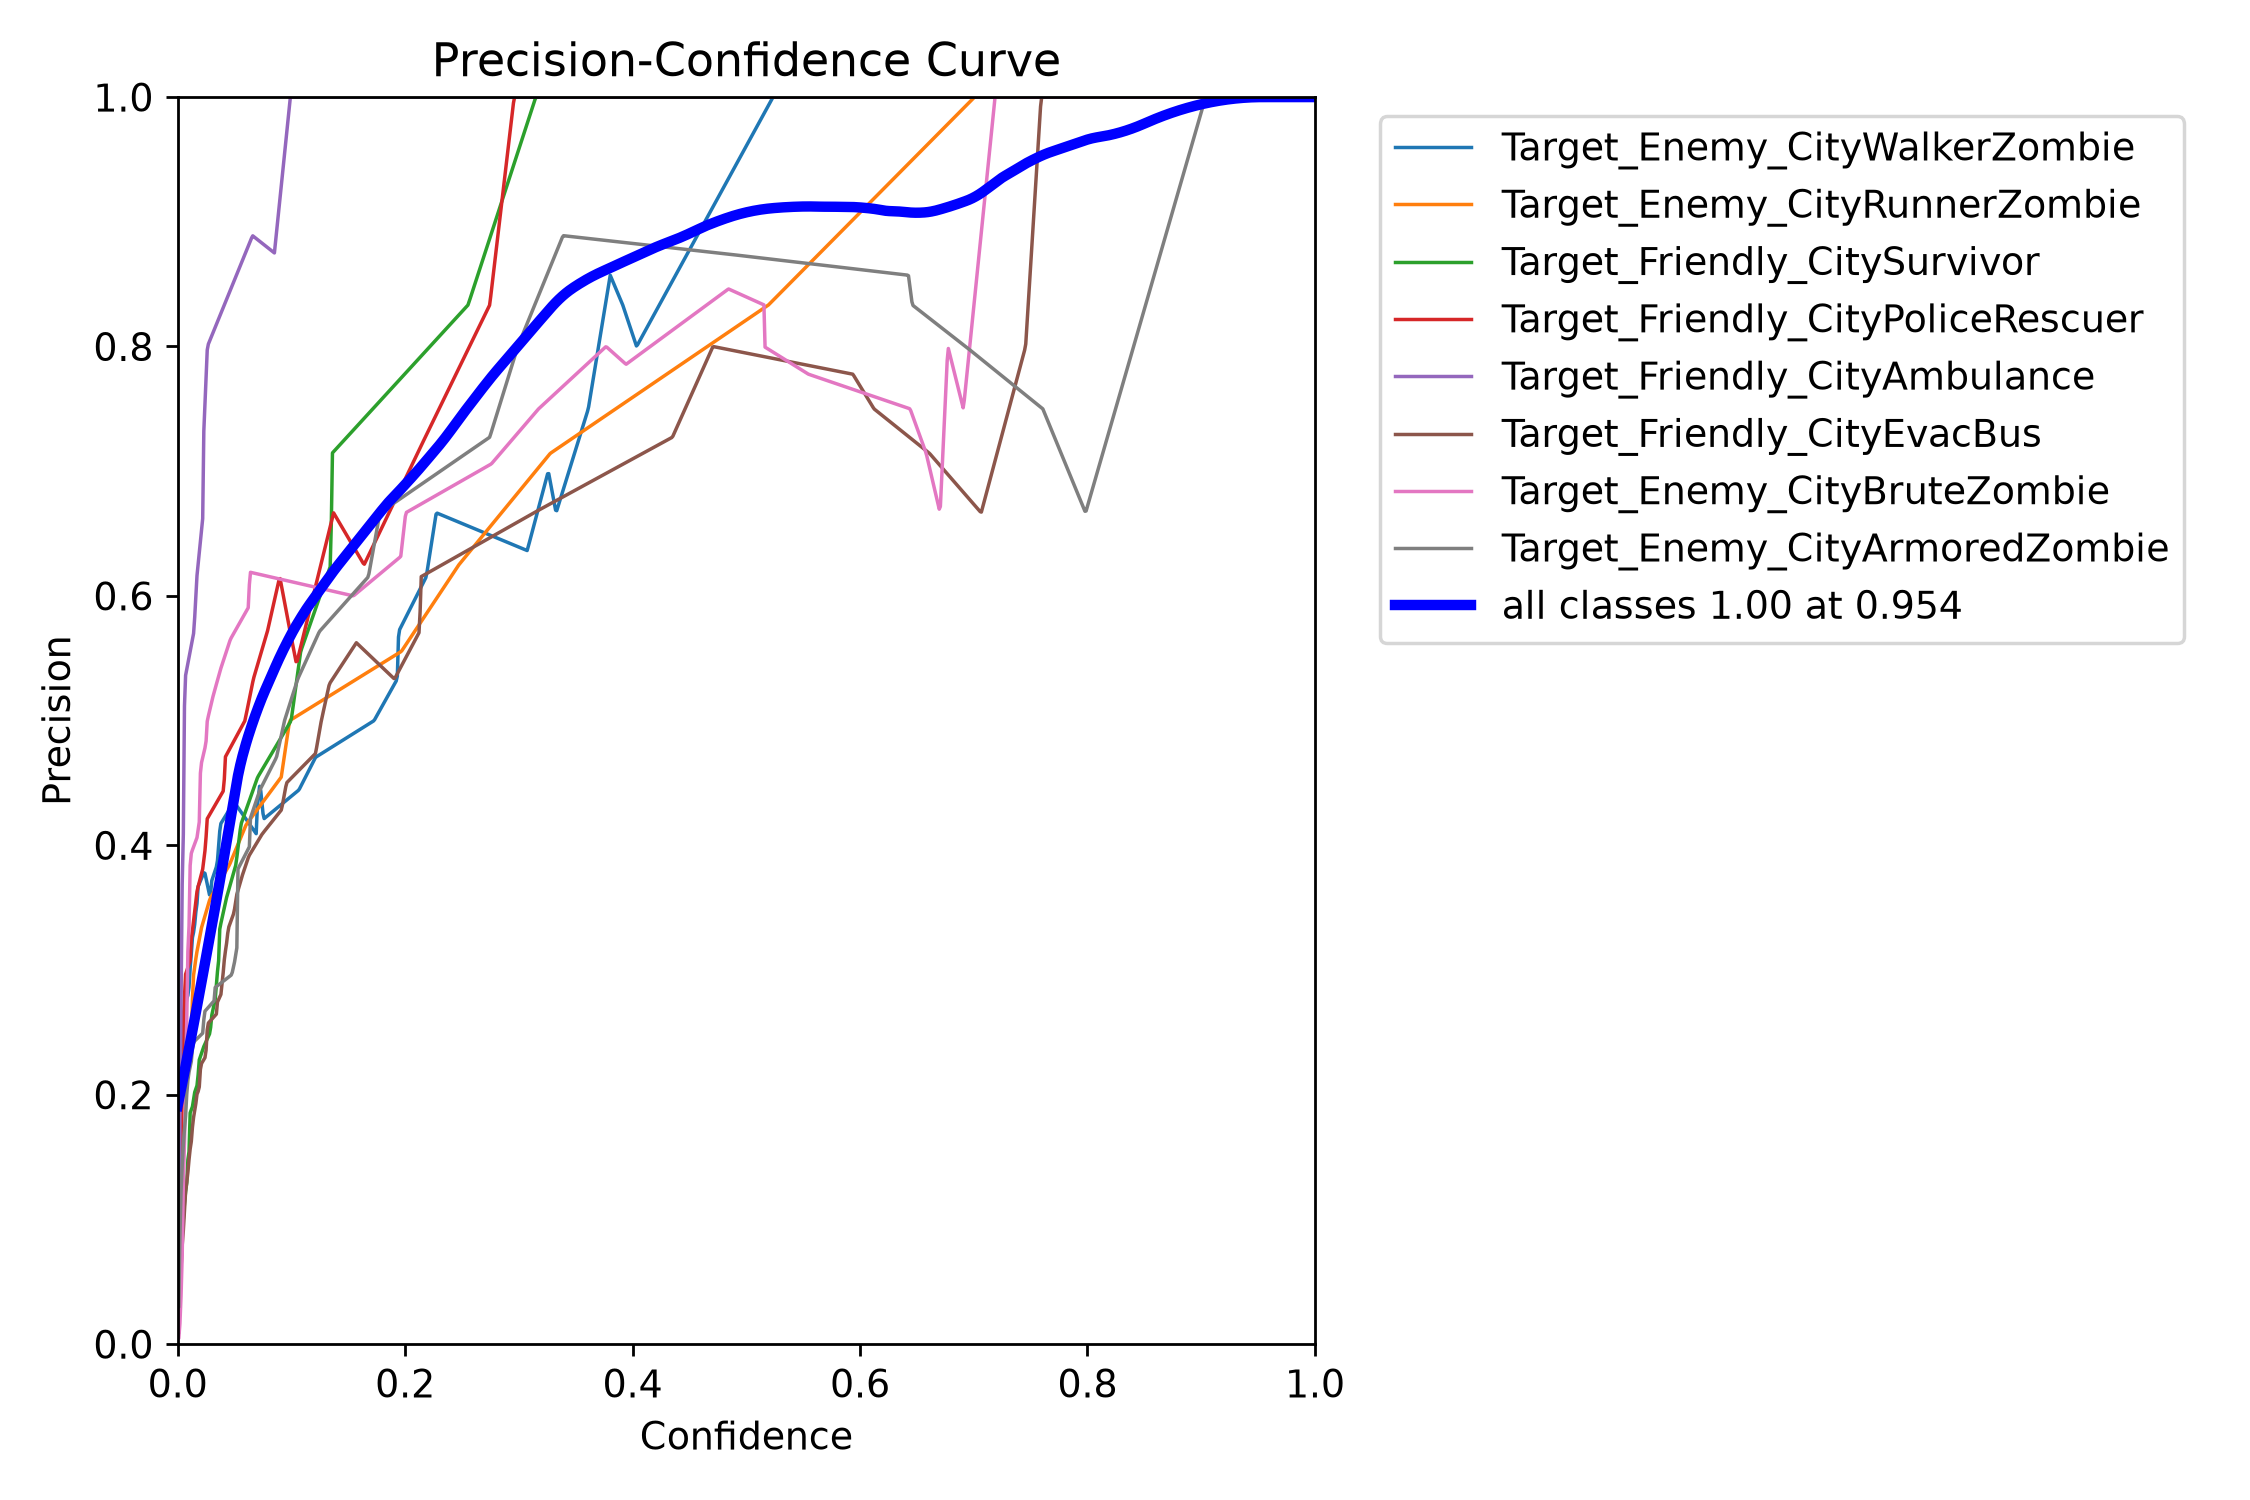 Precision-Confidence Curve
1.0
0.8
0.6
0.4
0.2
0.0
Precision
0.0 0.2 0.4 0.6 0.8 1.0
Confidence
Target_Enemy_CityWalkerZombie
Target_Enemy_CityRunnerZombie
Target_Friendly_CitySurvivor
Target_Friendly_CityPoliceRescuer
Target_Friendly_CityAmbulance
Target_Friendly_CityEvacBus
Target_Enemy_CityBruteZombie
Target_Enemy_CityArmoredZombie
all classes 1.00 at 0.954